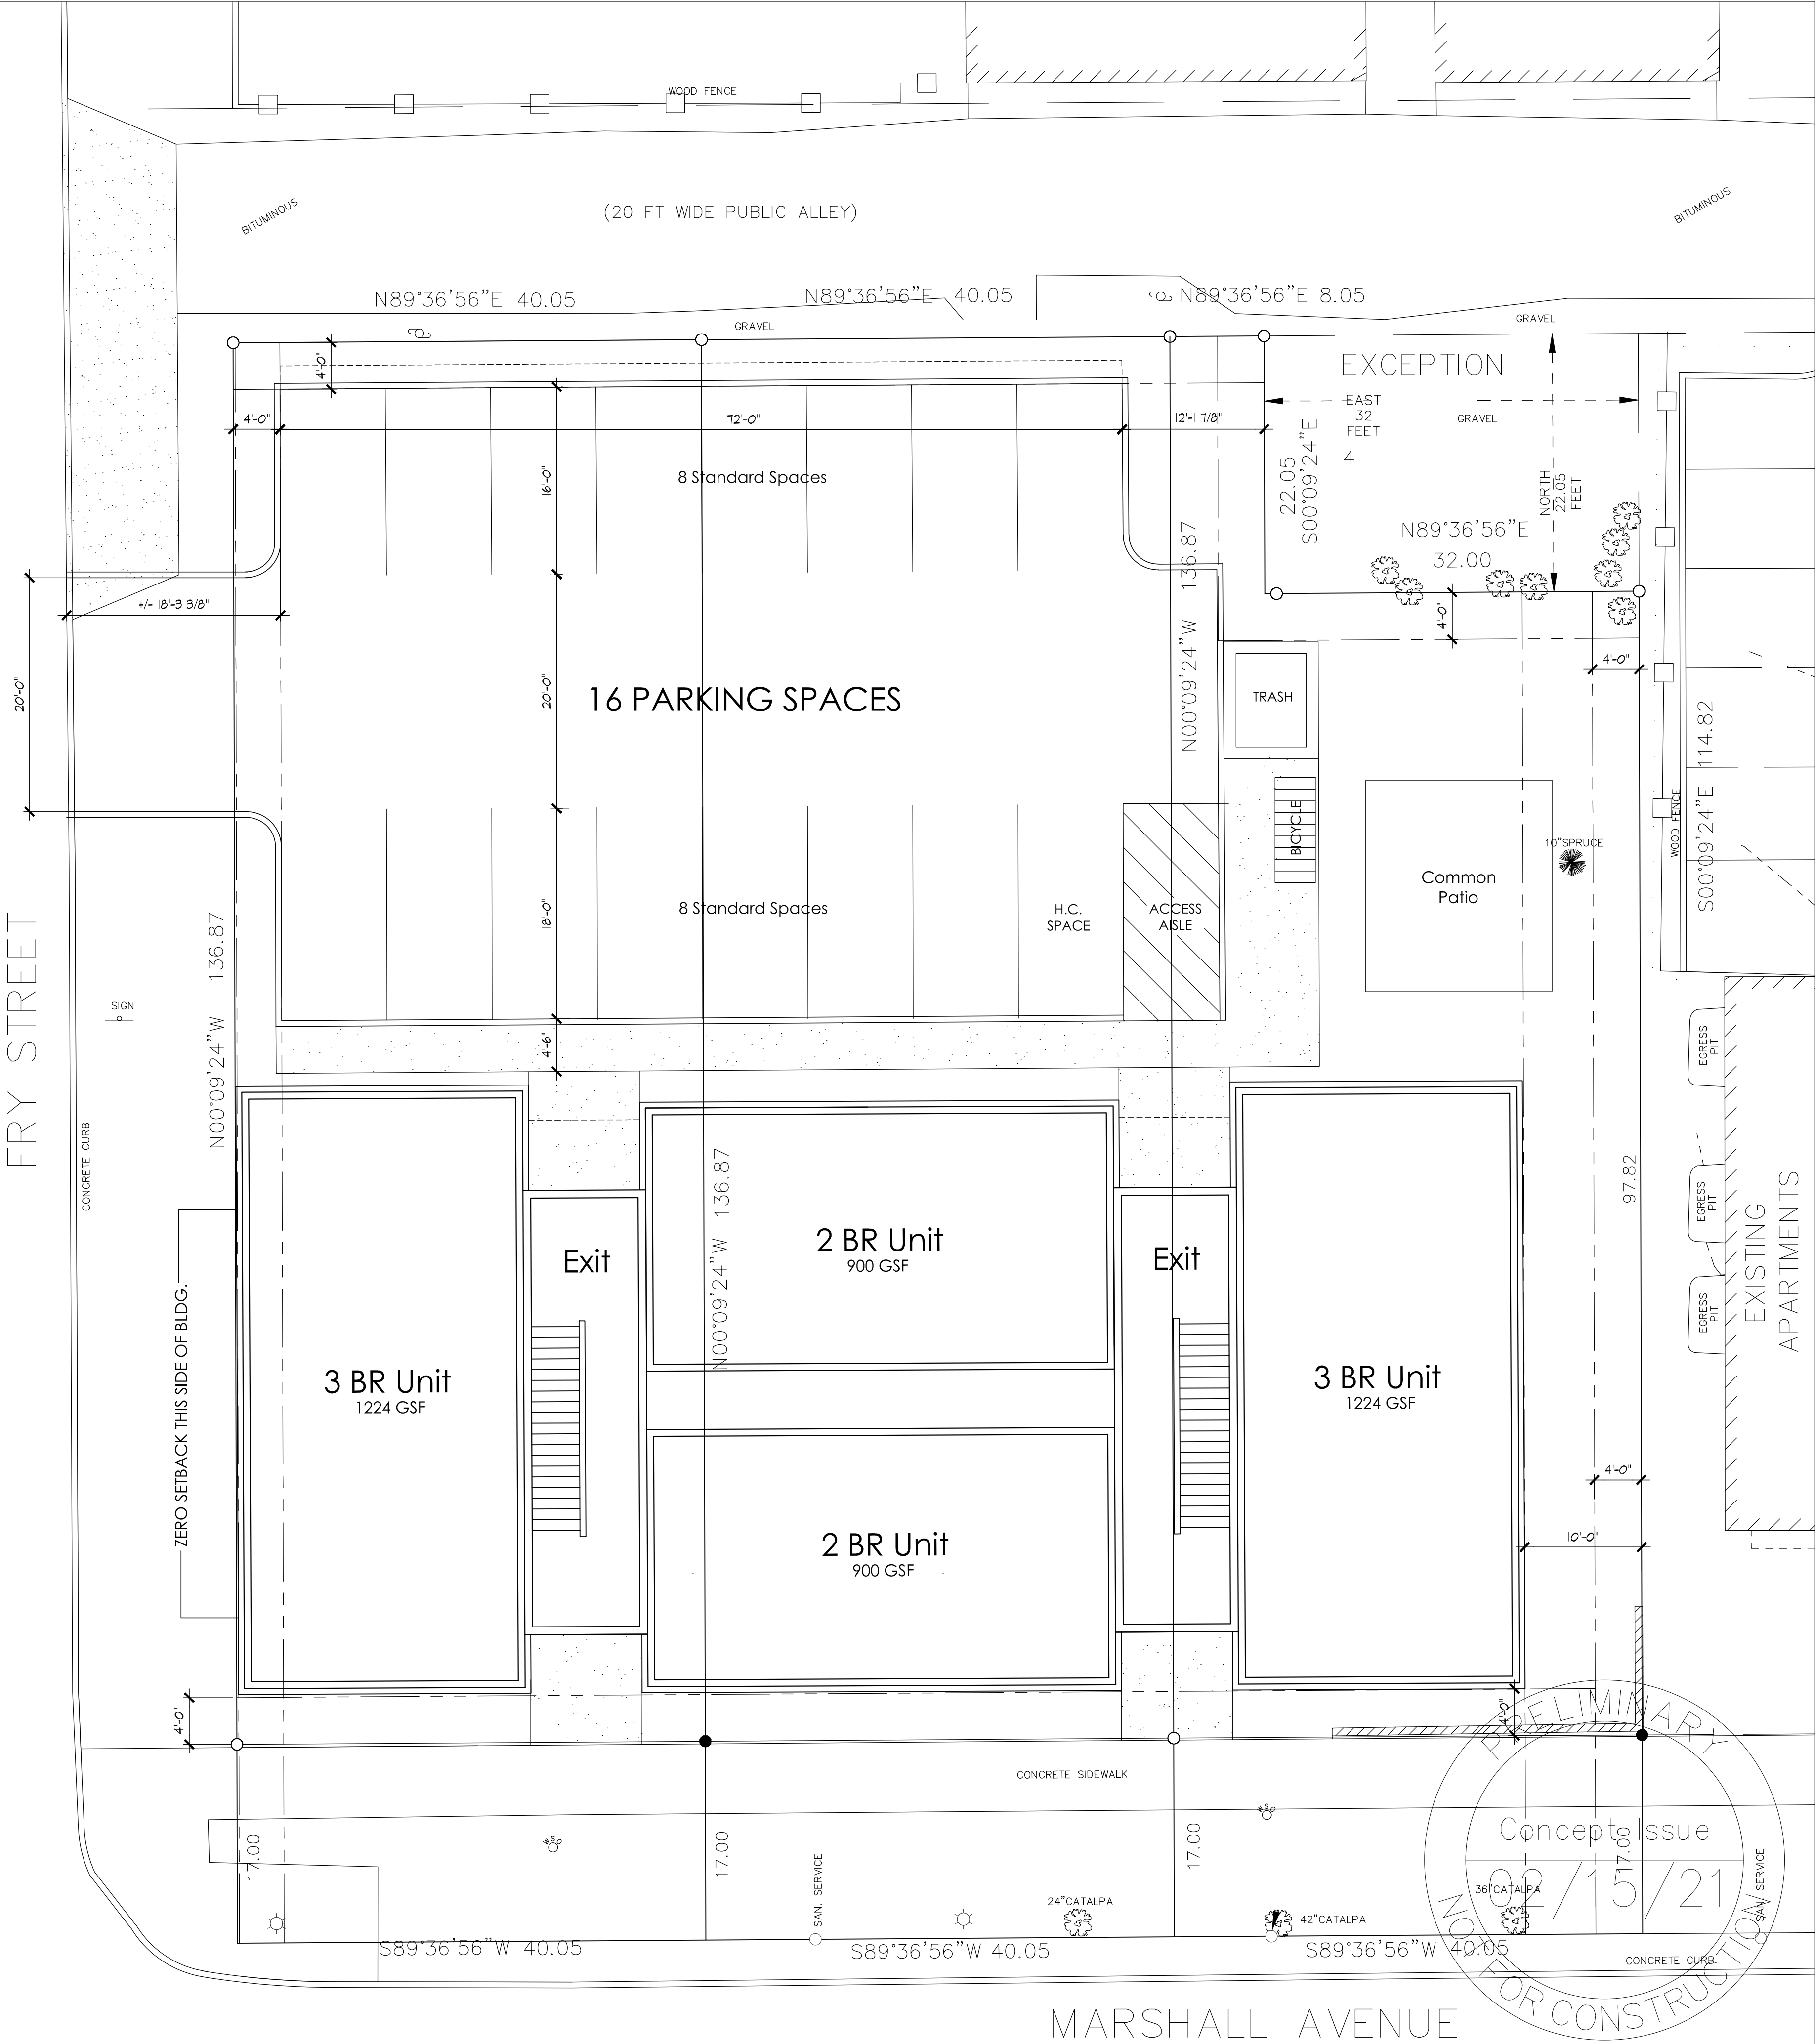 WOOD FENCE
BITUMINOUS
(20 FT WIDE PUBLIC ALLEY)
BITUMINOUS
N89°36'56"E 40.05
N89°36'56"E 40.05
N89°36'56"E 8.05
GRAVEL
GRAVEL
EXCEPTION
4'-0"
4'-0"
72'-0"
12'-1 7/8"
EAST
32
FEET
4
GRAVEL
22.05
S00°09'24"E
NORTH
22.05
FEET
8 Standard Spaces
16'-0"
N89°36'56"E
32.00
N00°09'24"W 136.87
+/- 18'-3 3/8"
4'-0"
4'-0"
20'-0"
20'-0"
16 PARKING SPACES
TRASH
S00°09'24"E 114.82
WOOD FENCE
BICYCLE
10"SPRUCE
Common
Patio
8 Standard Spaces
18'-0"
H.C.
SPACE
ACCESS
AISLE
FRY STREET
N00°09'24"W 136.87
SIGN
4'-6"
EGRESS
PIT
CONCRETE CURB
N00°09'24"W 136.87
97.82
EGRESS
PIT
EXISTING
APARTMENTS
EGRESS
PIT
ZERO SETBACK THIS SIDE OF BLDG.
Exit
2 BR Unit
900 GSF
Exit
3 BR Unit
1224 GSF
3 BR Unit
1224 GSF
2 BR Unit
900 GSF
4'-0"
10'-0"
4'-0"
4'-0"
CONCRETE SIDEWALK
WSO
WSO
17.00
17.00
17.00
17.00
SAN. SERVICE
SAN. SERVICE
24"CATALPA
42"CATALPA
36"CATALPA
PRELIMINARY
Concept Issue
02/15/21
NOT FOR CONSTRUCTION
S89°36'56"W 40.05
S89°36'56"W 40.05
S89°36'56"W 40.05
CONCRETE CURB
MARSHALL AVENUE